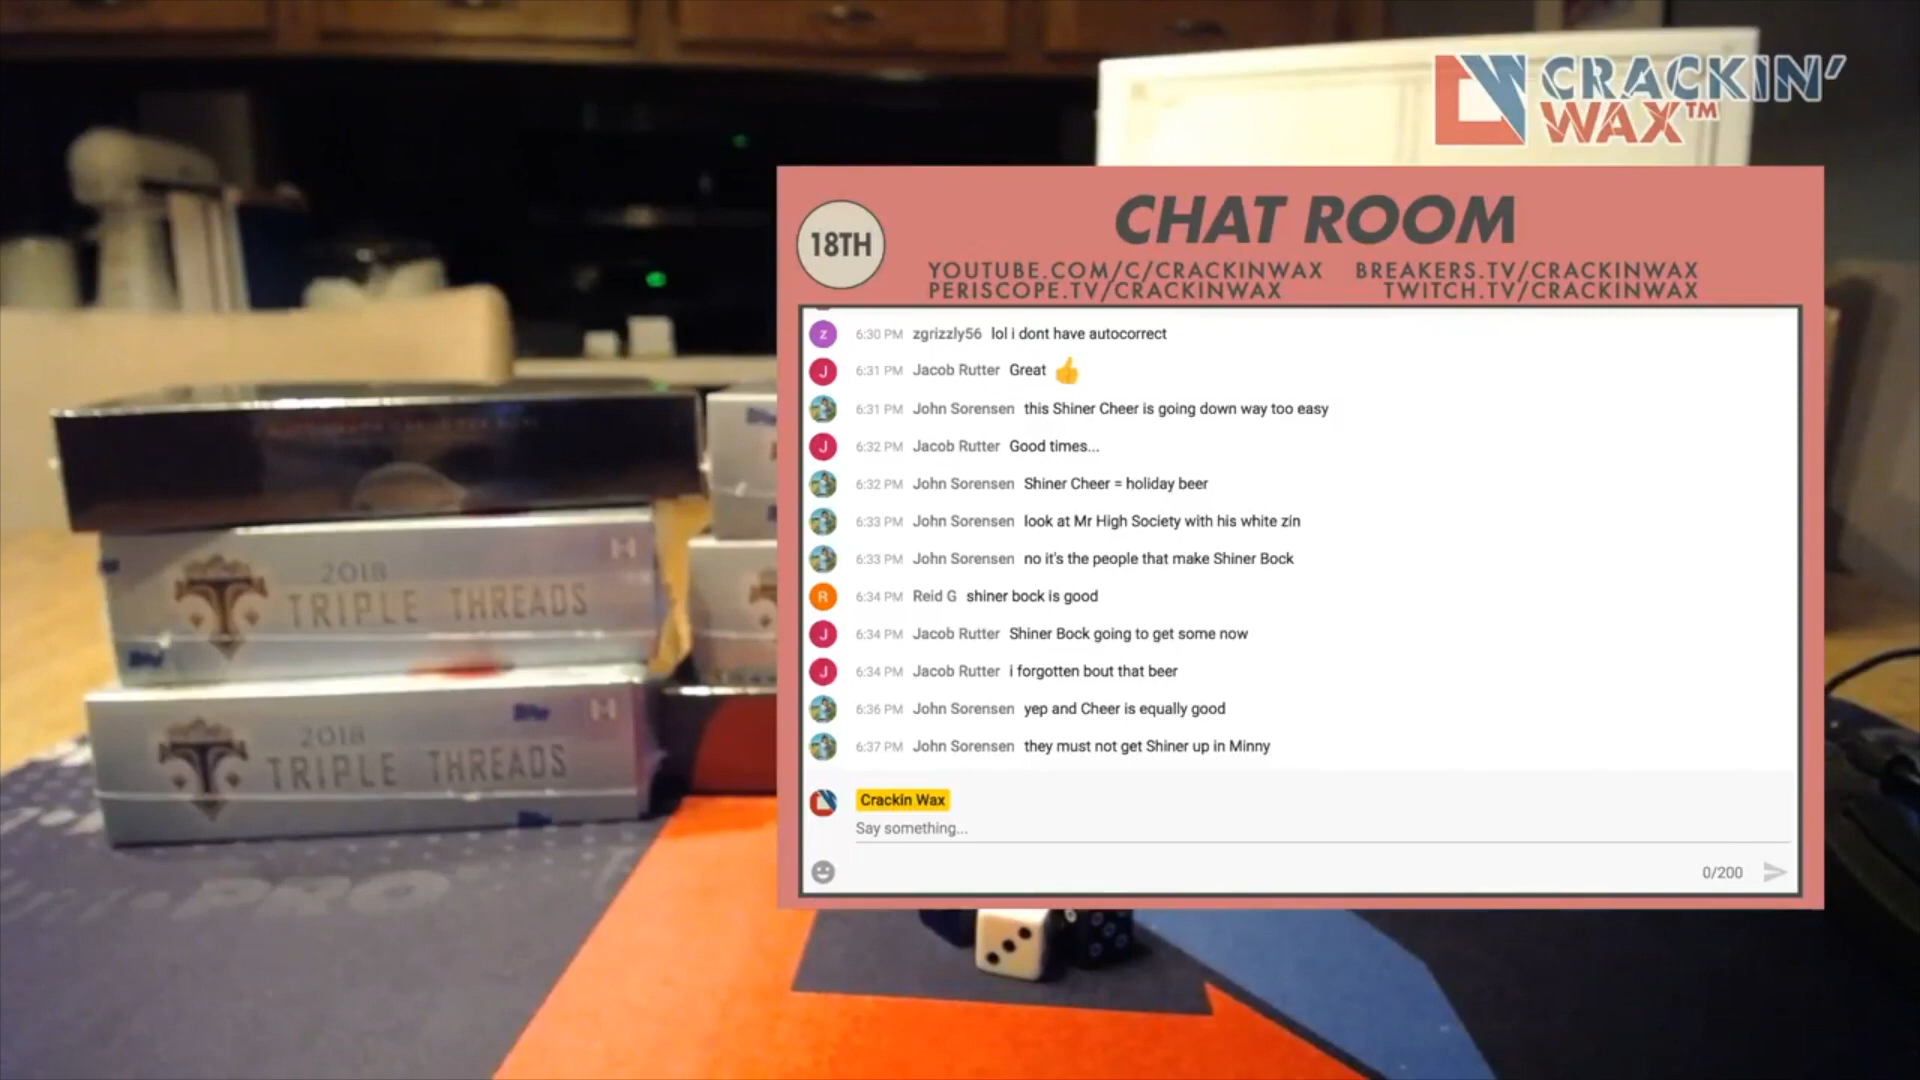 CRACKIN'
WAX™
18TH
CHAT ROOM
YOUTUBE.COM/C/CRACKINWAX BREAKERS.TV/CRACKINWAX
PERISCOPE.TV/CRACKINWAX TWITCH.TV/CRACKINWAX
Z 6:30 PM zgrizzly56 lol i dont have autocorrect
J 6:31 PM Jacob Rutter Great 👍
6:31 PM John Sorensen this Shiner Cheer is going down way too easy
J 6:32 PM Jacob Rutter Good times...
6:32 PM John Sorensen Shiner Cheer = holiday beer
6:33 PM John Sorensen look at Mr High Society with his white zin
6:33 PM John Sorensen no it's the people that make Shiner Bock
R 6:34 PM Reid G shiner bock is good
J 6:34 PM Jacob Rutter Shiner Bock going to get some now
J 6:34 PM Jacob Rutter i forgotten bout that beer
6:36 PM John Sorensen yep and Cheer is equally good
6:37 PM John Sorensen they must not get Shiner up in Minny
Crackin Wax
Say something...
0/200
H
2018
TRIPLE THREADS
Topps
Topps
H
2018
TRIPLE THREADS
PRO